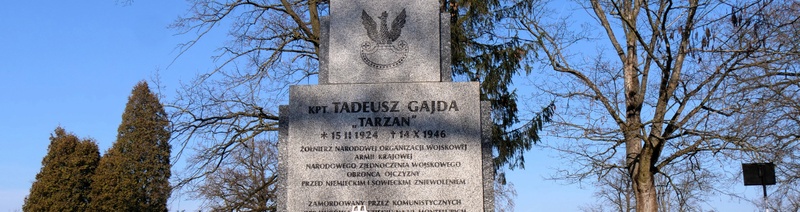 KPT. TADEUSZ GAJDA
„TARZAN”
* 15 II 1924 † 14 X 1946
ŻOŁNIERZ NARODOWEJ ORGANIZACJI WOJSKOWEJ
ARMII KRAJOWEJ
NARODOWEGO ZJEDNOCZENIA WOJSKOWEGO
OBROŃCA OJCZYZNY
PRZED NIEMIECKIM I SOWIECKIM ZNIEWOLENIEM
ZAMORDOWANY PRZEZ KOMUNISTYCZNYCH